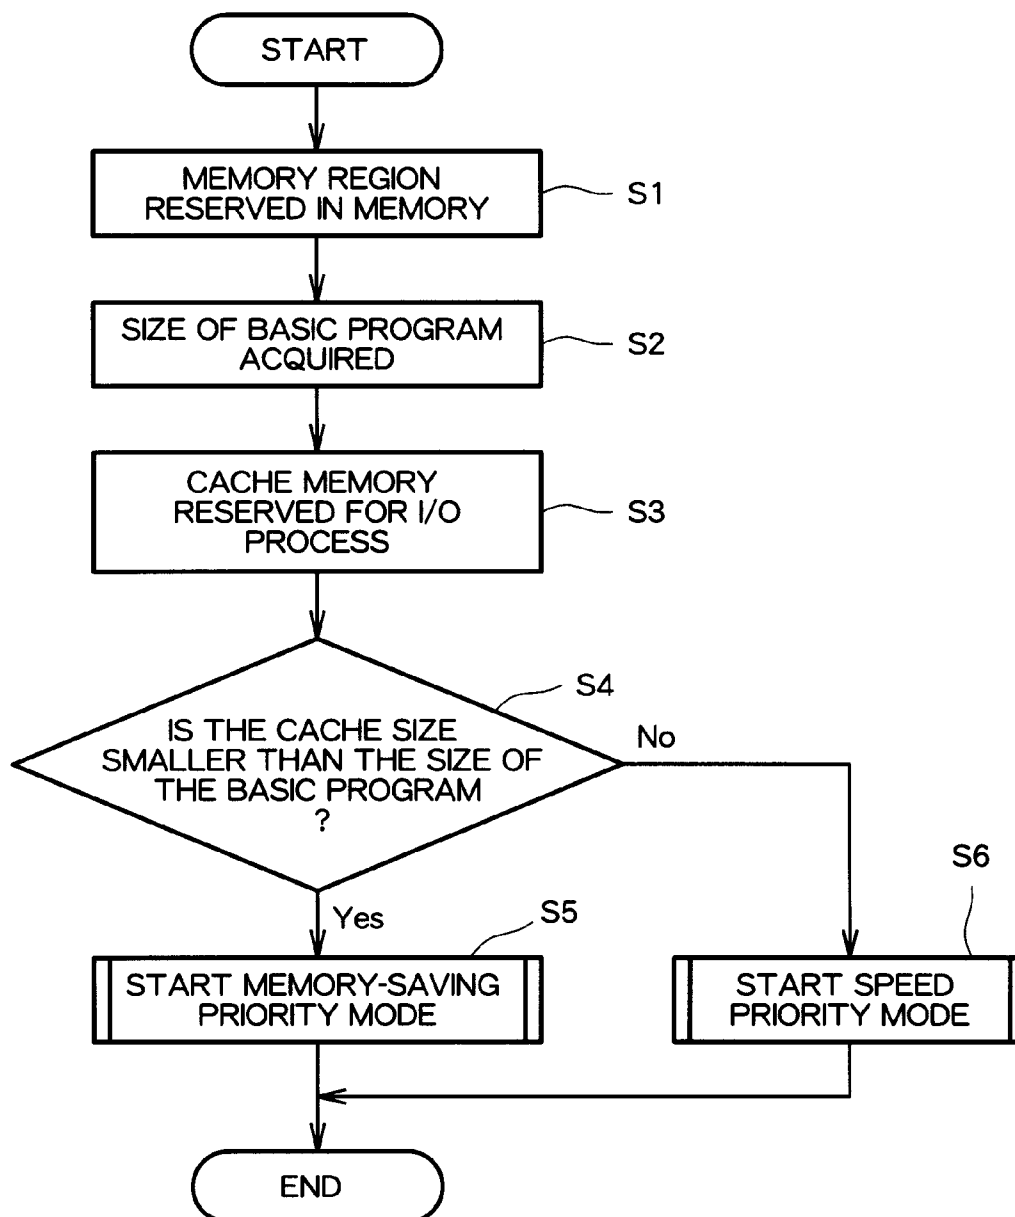 START
MEMORY REGION
RESERVED IN MEMORY
S1
SIZE OF BASIC PROGRAM
ACQUIRED
S2
CACHE MEMORY
RESERVED FOR I/O
PROCESS
S3
S4
IS THE CACHE SIZE
SMALLER THAN THE SIZE OF
THE BASIC PROGRAM
?
No
Yes
S5
START MEMORY-SAVING
PRIORITY MODE
S6
START SPEED
PRIORITY MODE
END